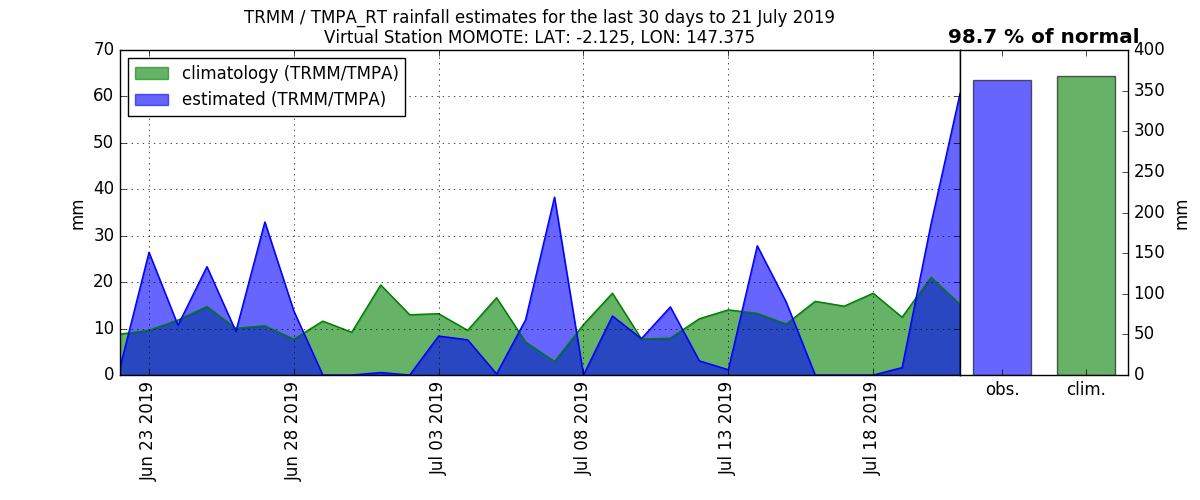 TRMM / TMPA_RT rainfall estimates for the last 30 days to 21 July 2019
Virtual Station MOMOTE: LAT: -2.125, LON: 147.375
98.7 % of normal
climatology (TRMM/TMPA)
estimated (TRMM/TMPA)
70
60
50
40
30
20
10
0
mm
Jun 23 2019
Jun 28 2019
Jul 03 2019
Jul 08 2019
Jul 13 2019
Jul 18 2019
obs.
clim.
400
350
300
250
200
150
100
50
0
mm